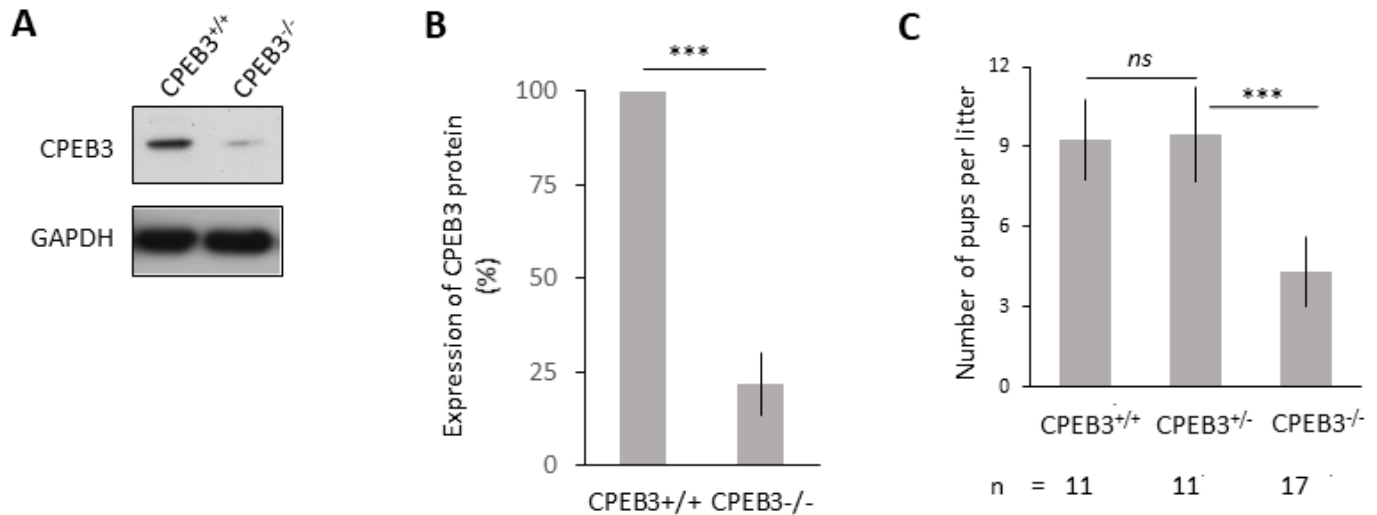 A
CPEB3+/+
CPEB3-/-
CPEB3
GAPDH
B
***
Expression of CPEB3 protein
(%)
100
75
50
25
0
CPEB3+/+ CPEB3-/-
C
ns
***
Number of pups per litter
12
9
6
3
0
CPEB3+/+ CPEB3+/- CPEB3-/-
n = 11 11 17